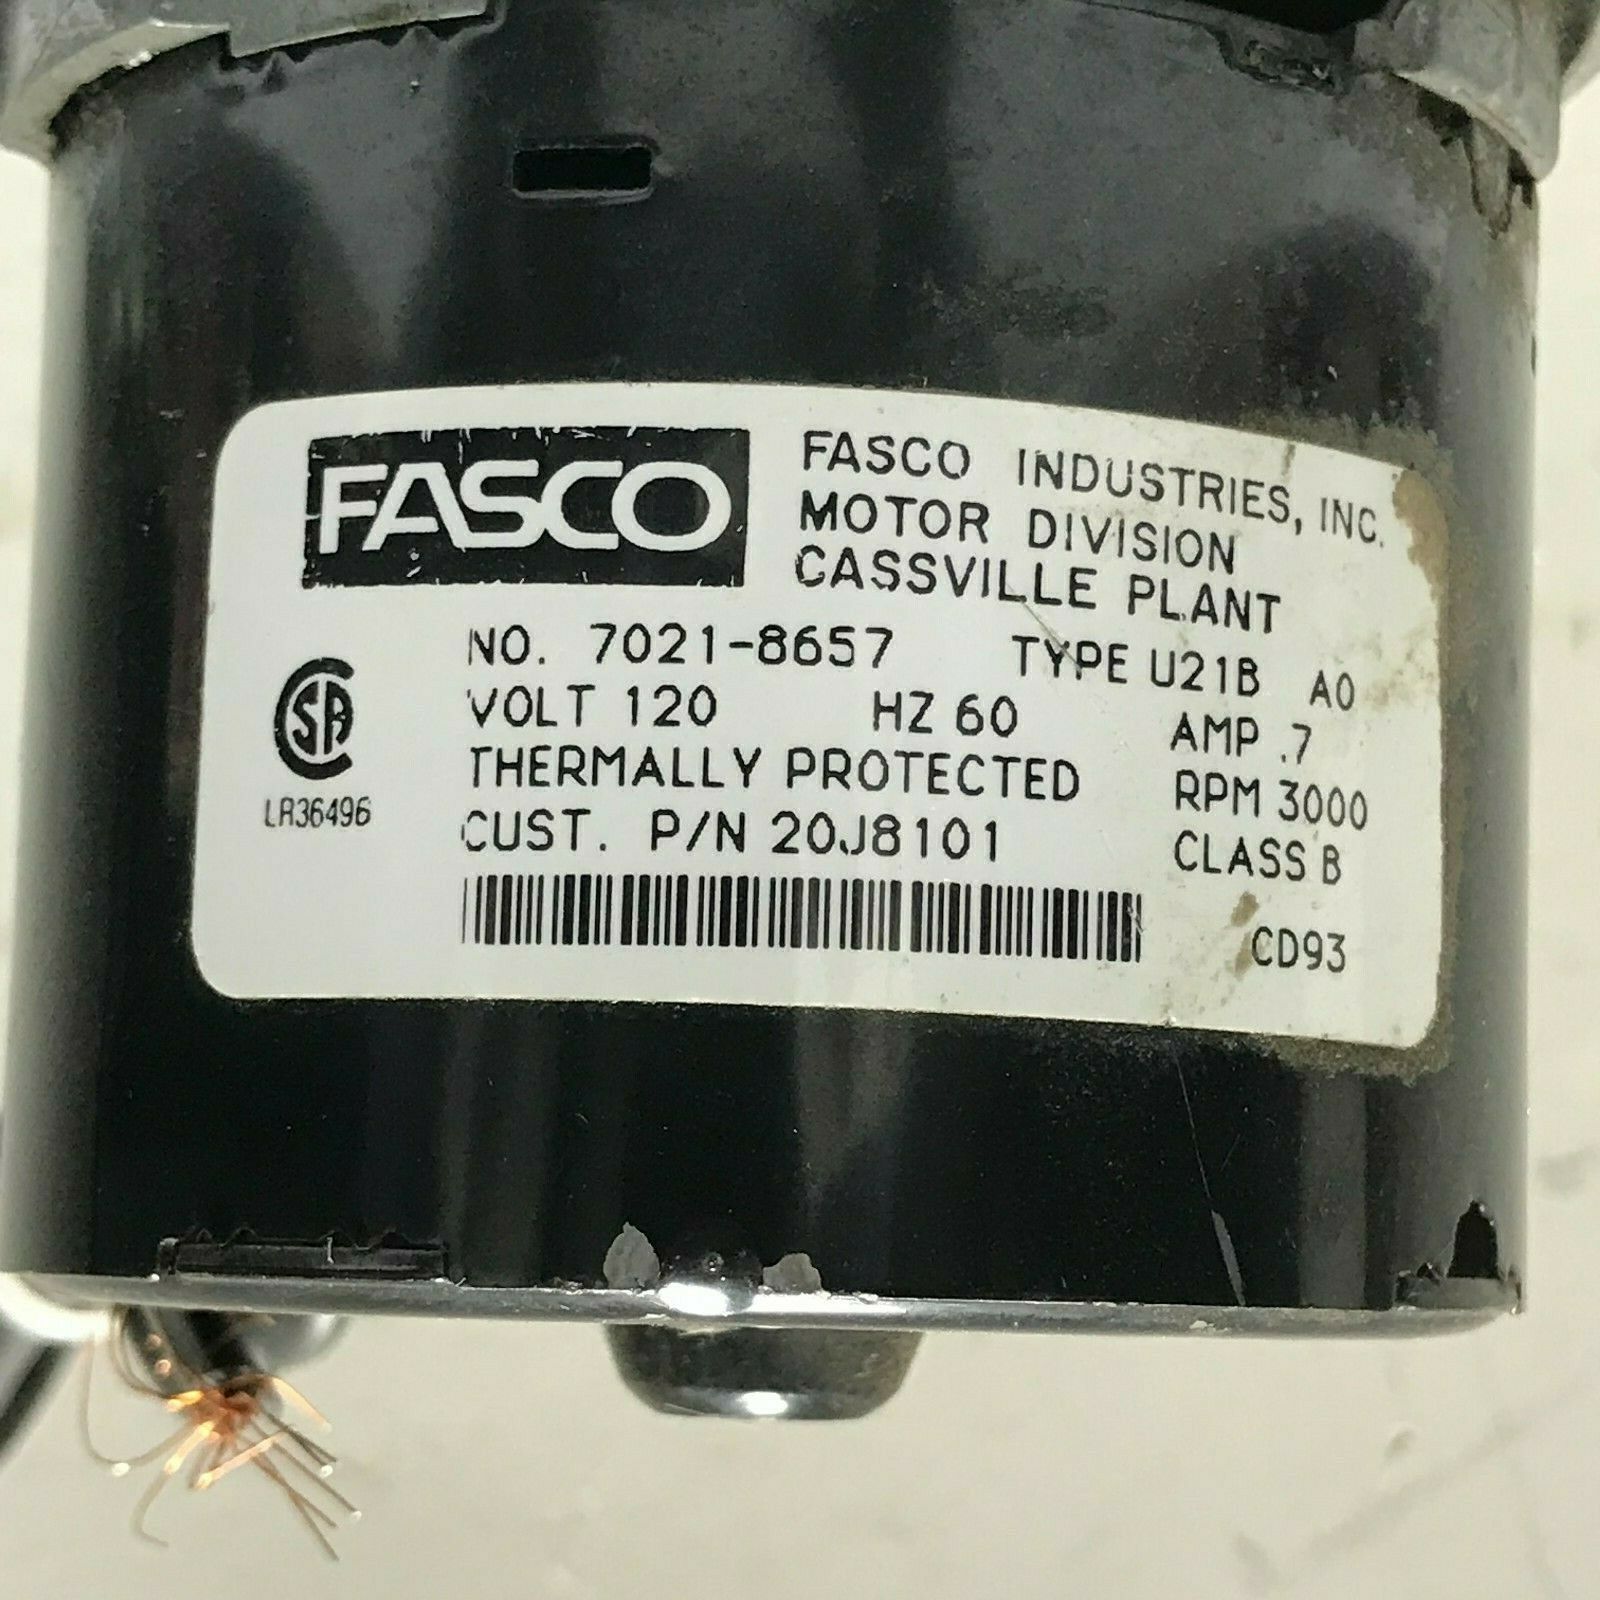 FASCO
FASCO INDUSTRIES, INC.
MOTOR DIVISION
CASSVILLE PLANT
NO. 7021-8657 TYPE U21B A0
VOLT 120 HZ 60 AMP .7
THERMALLY PROTECTED RPM 3000
CUST. P/N 20J8101 CLASS B
CSA
LR36496
CD93